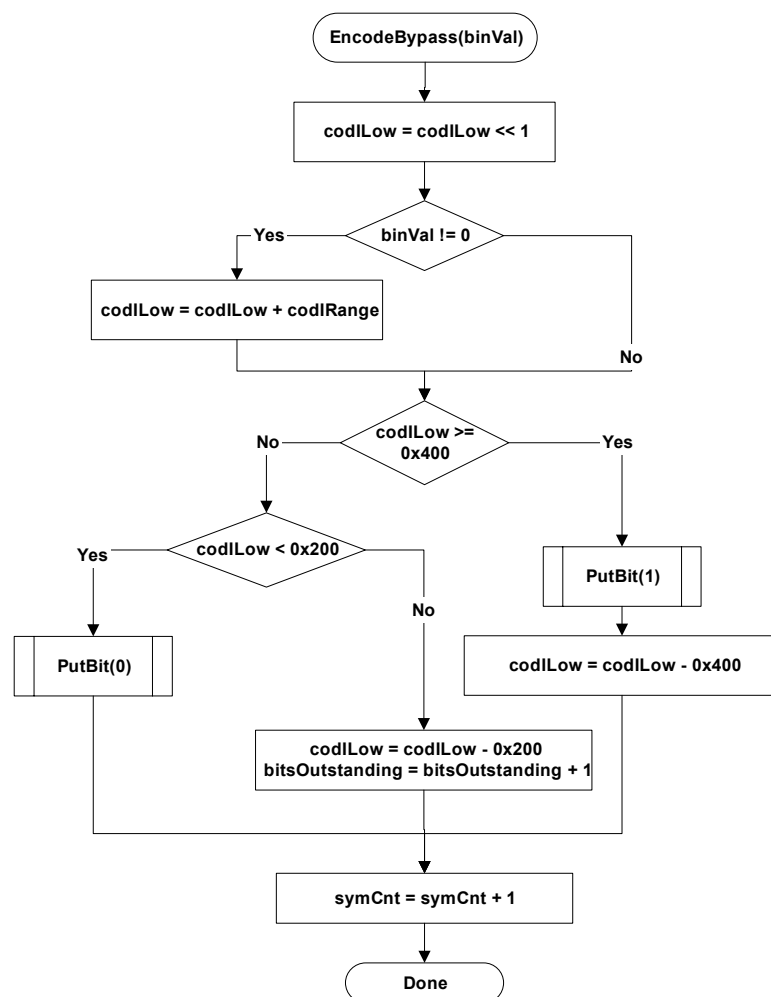 EncodeBypass(binVal)
codILow = codILow << 1
Yes
binVal != 0
codILow = codILow + codIRange
No
No
codILow >=
0x400
Yes
Yes
codILow < 0x200
No
PutBit(1)
PutBit(0)
codILow = codILow - 0x400
codILow = codILow - 0x200
bitsOutstanding = bitsOutstanding + 1
symCnt = symCnt + 1
Done